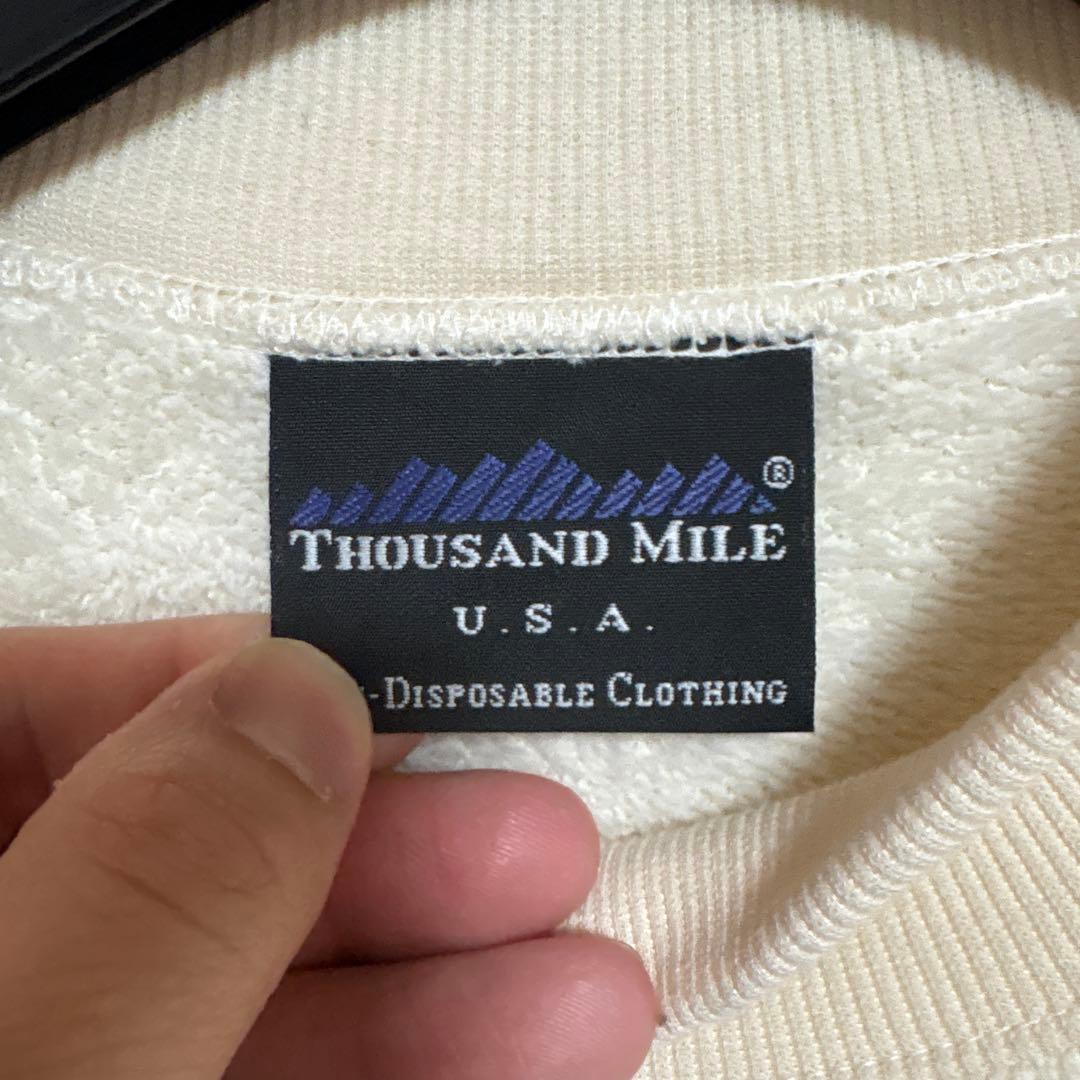 ®
THOUSAND MILE
U.S.A.
-DISPOSABLE CLOTHING